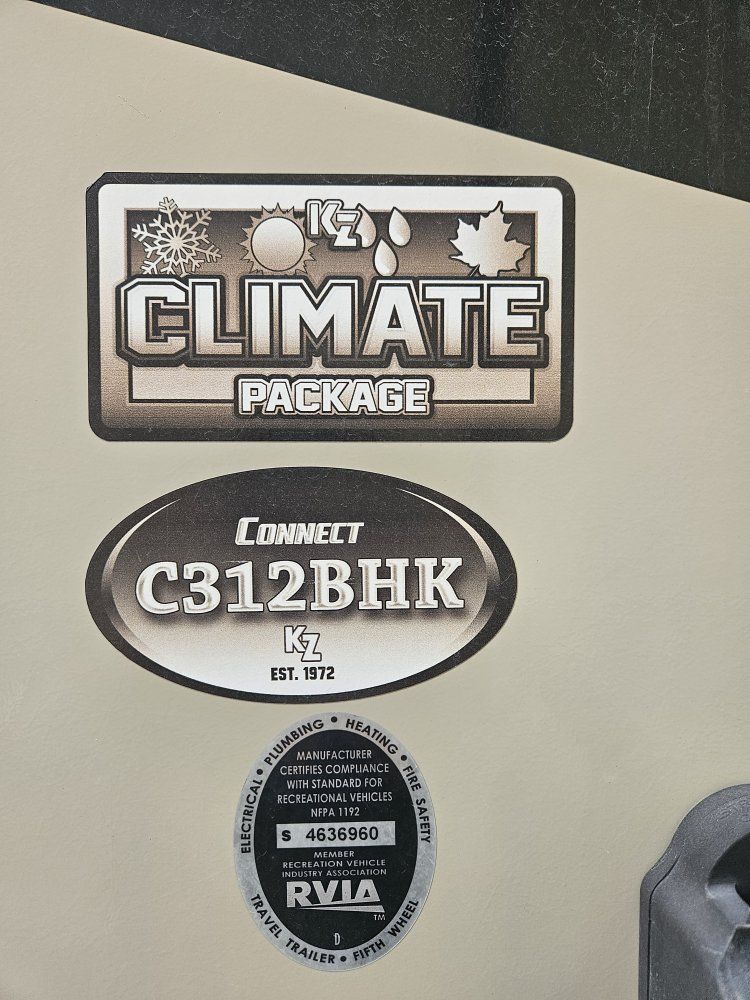 KZ
CLIMATE
PACKAGE
CONNECT
C312BHK
KZ
EST. 1972
ELECTRICAL • PLUMBING • HEATING • FIRE SAFETY
MANUFACTURER
CERTIFIES COMPLIANCE
WITH STANDARD FOR
RECREATIONAL VEHICLES
NFPA 1192
S 4636960
MEMBER
RECREATION VEHICLE
INDUSTRY ASSOCIATION
RVIA
TM
D
TRAVEL TRAILER • FIFTH WHEEL